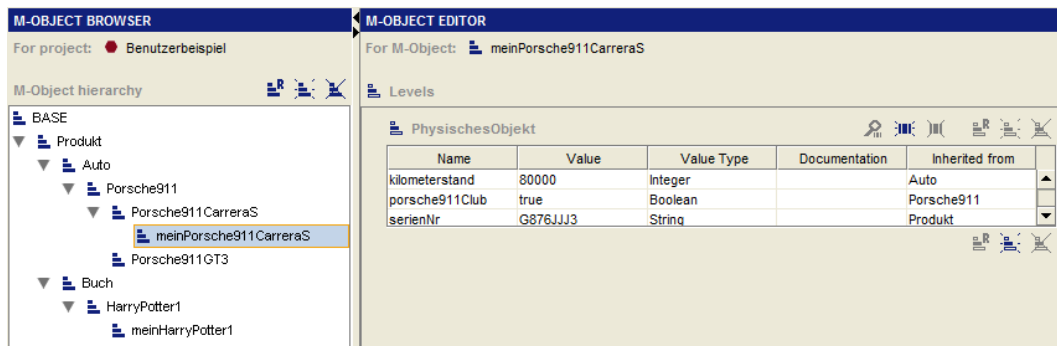 M-OBJECT BROWSER
For project: Benutzerbeispiel
M-Object hierarchy
BASE
Produkt
Auto
Porsche911
Porsche911CarreraS
meinPorsche911CarreraS
Porsche911GT3
Buch
HarryPotter1
meinHarryPotter1
M-OBJECT EDITOR
For M-Object: meinPorsche911CarreraS
Levels
PhysischesObjekt
Name Value Value Type Documentation Inherited from
kilometerstand 80000 Integer Auto
porsche911Club true Boolean Porsche911
serienNr G876JJJ3 String Produkt